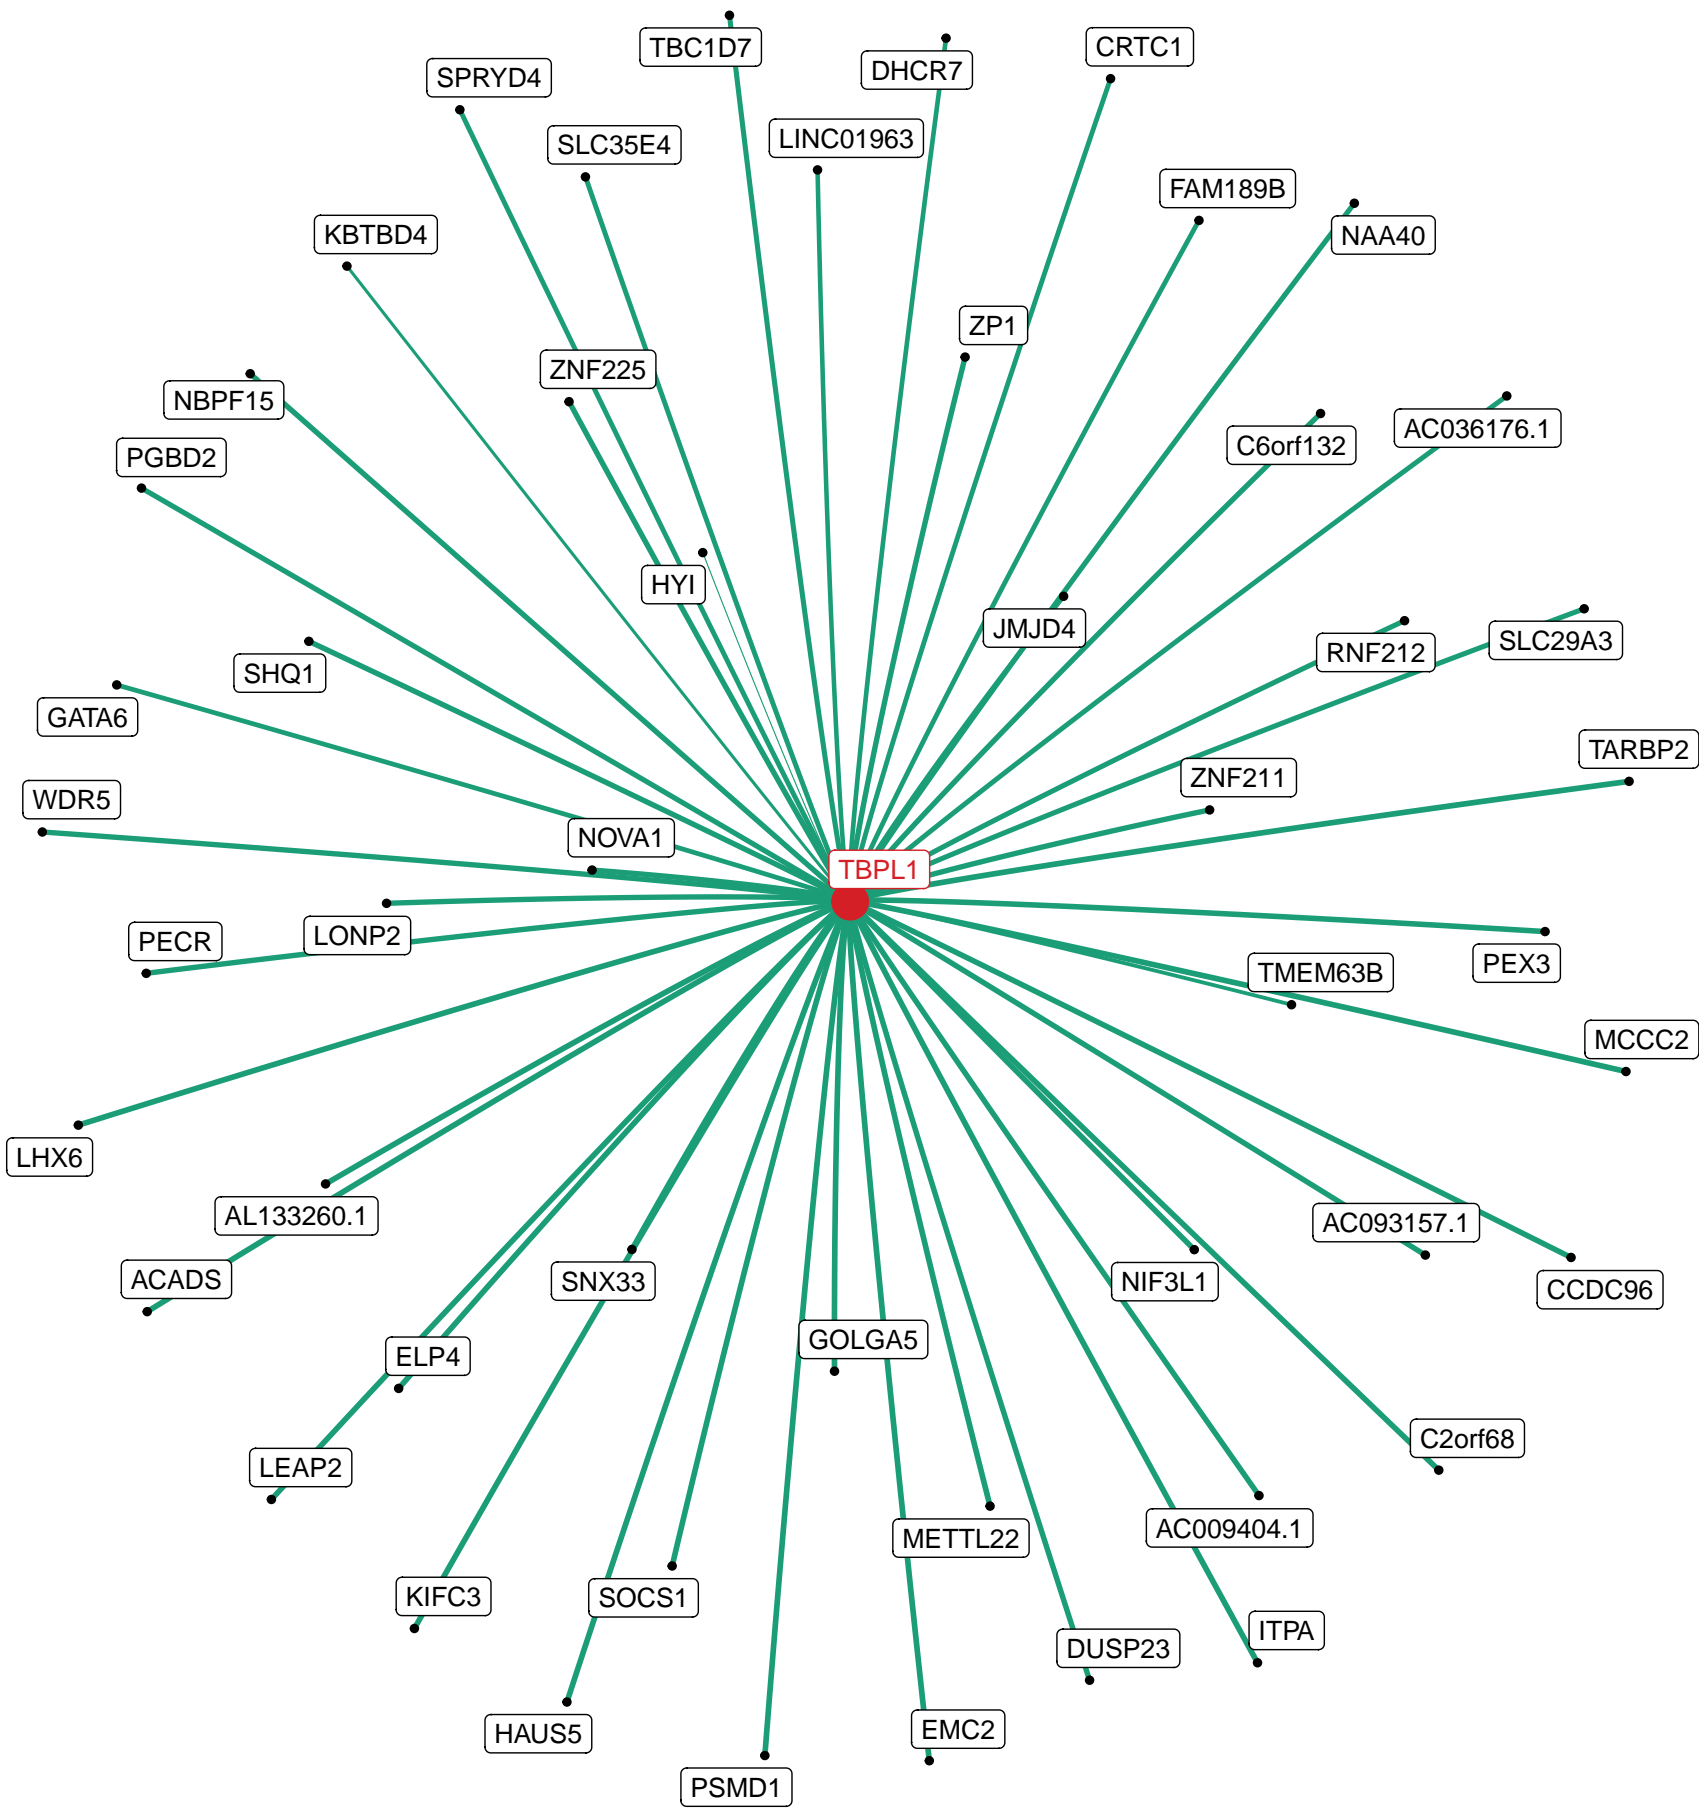 TBC1D7
CRTC1
DHCR7
SPRYD4
LINC01963
SLC35E4
FAM189B
KBTBD4
NAA40
ZP1
ZNF225
NBPF15
AC036176.1
C6orf132
PGBD2
HYI
JMJD4
SLC29A3
RNF212
SHQ1
GATA6
TARBP2
ZNF211
WDR5
NOVA1
TBPL1
LONP2
PECR
PEX3
TMEM63B
MCCC2
LHX6
AL133260.1
AC093157.1
ACADS
SNX33
NIF3L1
CCDC96
GOLGA5
ELP4
C2orf68
LEAP2
AC009404.1
METTL22
KIFC3
SOCS1
ITPA
DUSP23
EMC2
HAUS5
PSMD1